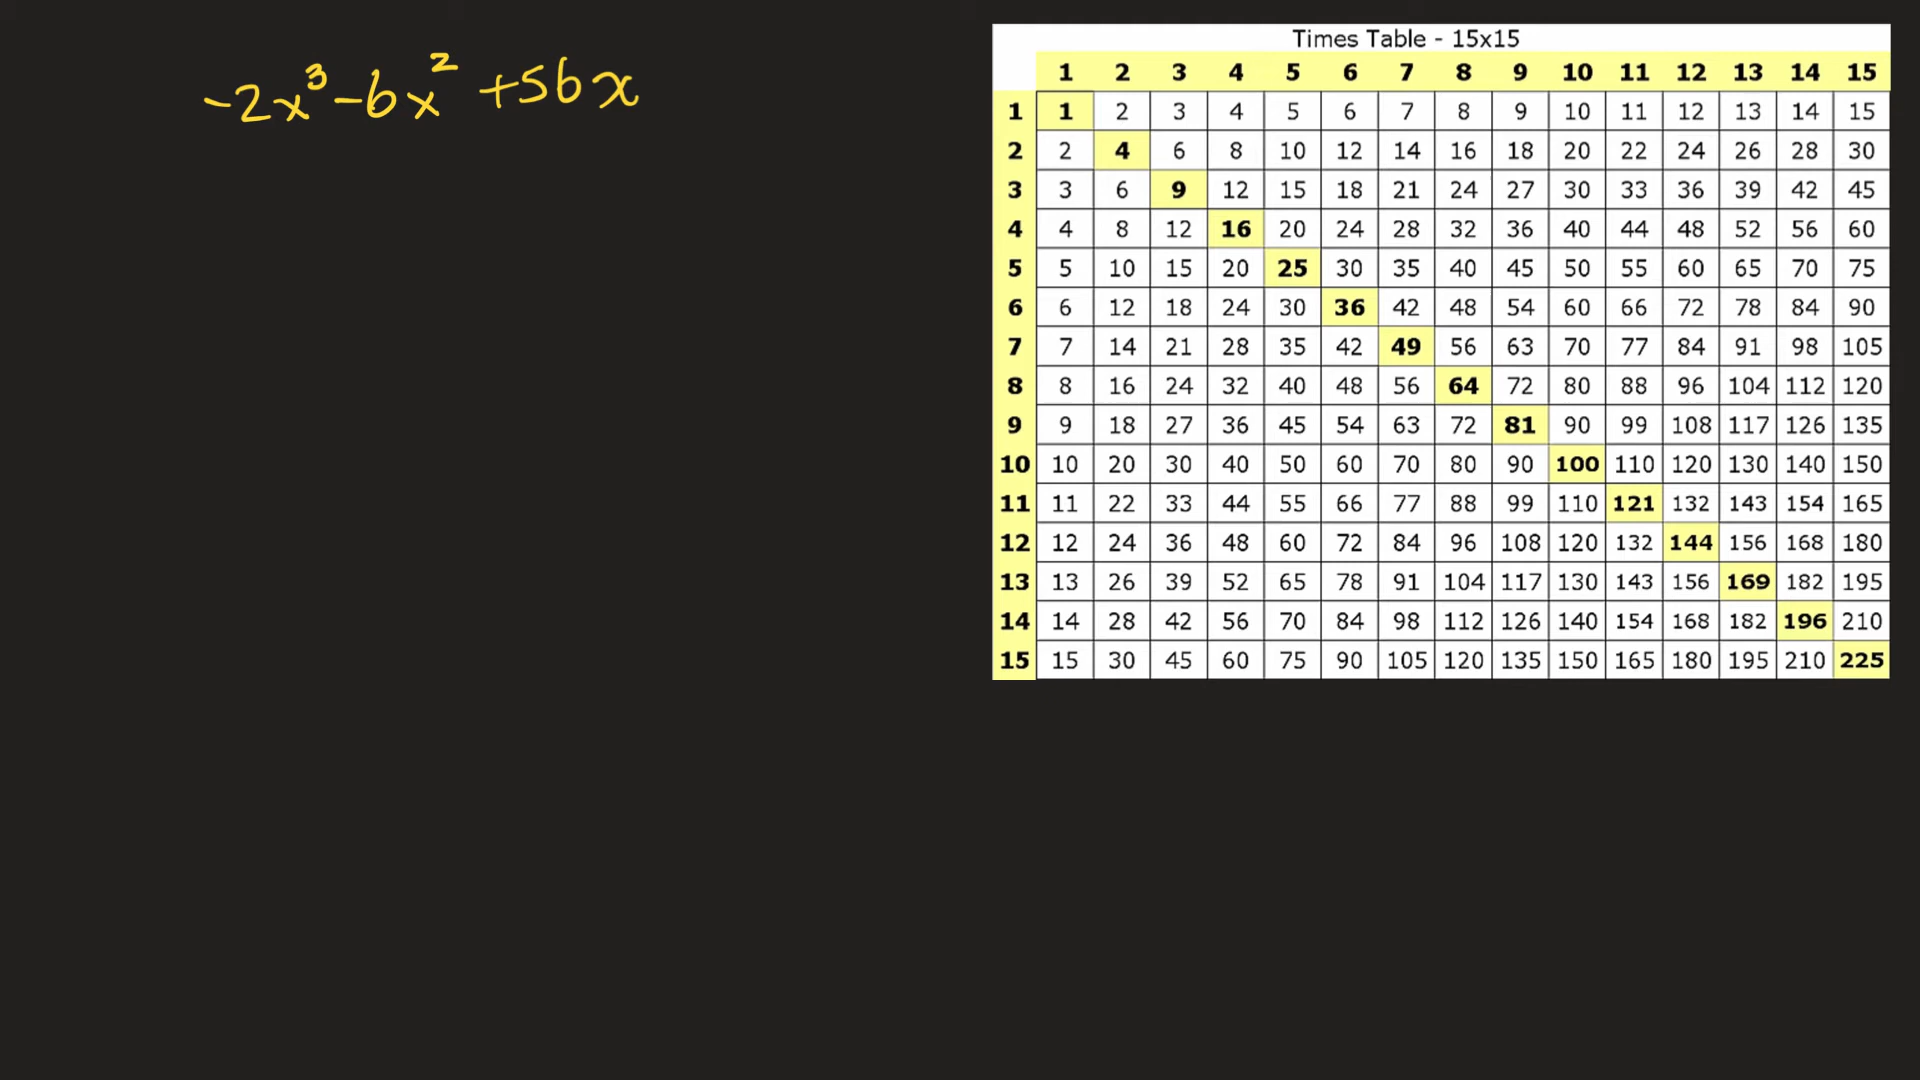 -2x³-6x² +56x
Times Table - 15x15
1 2 3 4 5 6 7 8 9 10 11 12 13 14 15
1 1 2 3 4 5 6 7 8 9 10 11 12 13 14 15
2 2 4 6 8 10 12 14 16 18 20 22 24 26 28 30
3 3 6 9 12 15 18 21 24 27 30 33 36 39 42 45
4 4 8 12 16 20 24 28 32 36 40 44 48 52 56 60
5 5 10 15 20 25 30 35 40 45 50 55 60 65 70 75
6 6 12 18 24 30 36 42 48 54 60 66 72 78 84 90
7 7 14 21 28 35 42 49 56 63 70 77 84 91 98 105
8 8 16 24 32 40 48 56 64 72 80 88 96 104 112 120
9 9 18 27 36 45 54 63 72 81 90 99 108 117 126 135
10 10 20 30 40 50 60 70 80 90 100 110 120 130 140 150
11 11 22 33 44 55 66 77 88 99 110 121 132 143 154 165
12 12 24 36 48 60 72 84 96 108 120 132 144 156 168 180
13 13 26 39 52 65 78 91 104 117 130 143 156 169 182 195
14 14 28 42 56 70 84 98 112 126 140 154 168 182 196 210
15 15 30 45 60 75 90 105 120 135 150 165 180 195 210 225